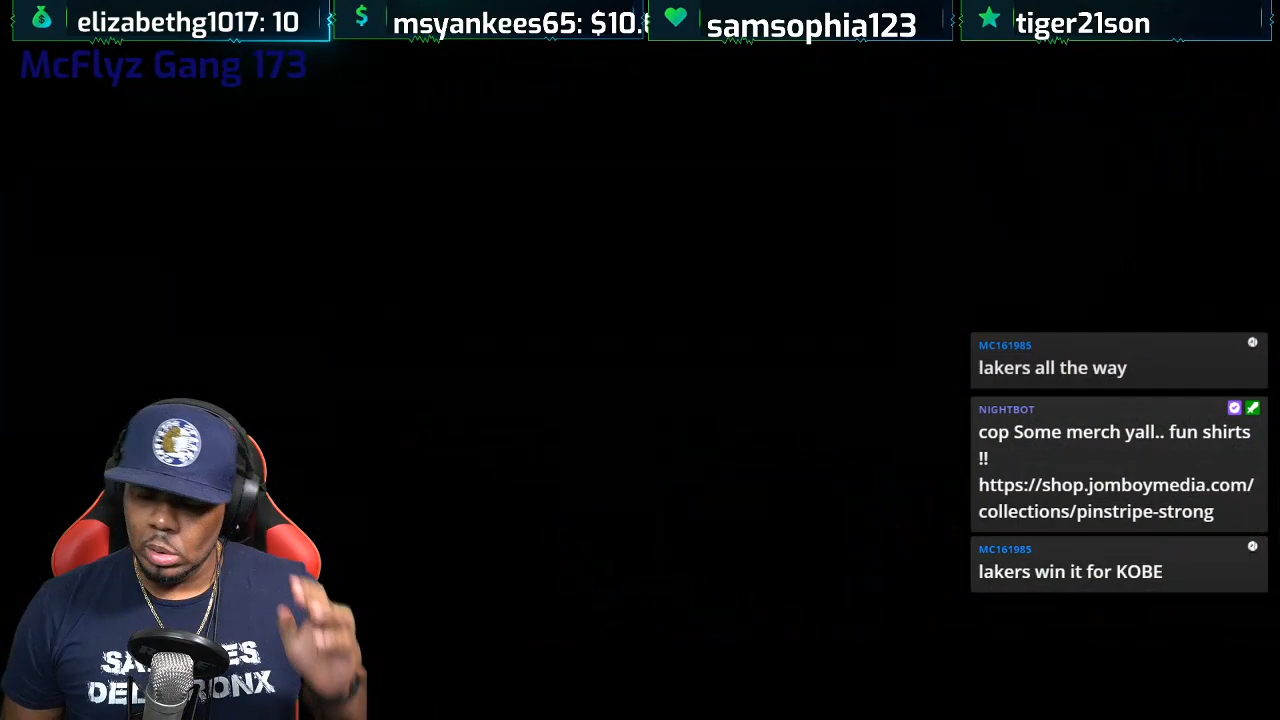 elizabethg1017: 10
msyankees65: $10.
samsophia123
tiger21son
McFlyz Gang 173
MC161985
lakers all the way
NIGHTBOT
cop Some merch yall.. fun shirts
!!
https://shop.jomboymedia.com/
collections/pinstripe-strong
MC161985
lakers win it for KOBE